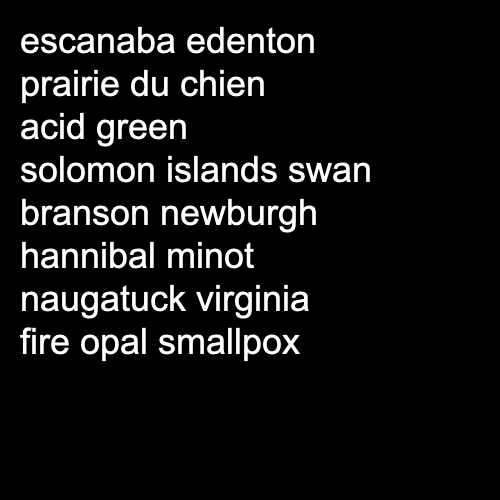 escanaba edenton
prairie du chien
acid green
solomon islands swan
branson newburgh
hannibal minot
naugatuck virginia
fire opal smallpox